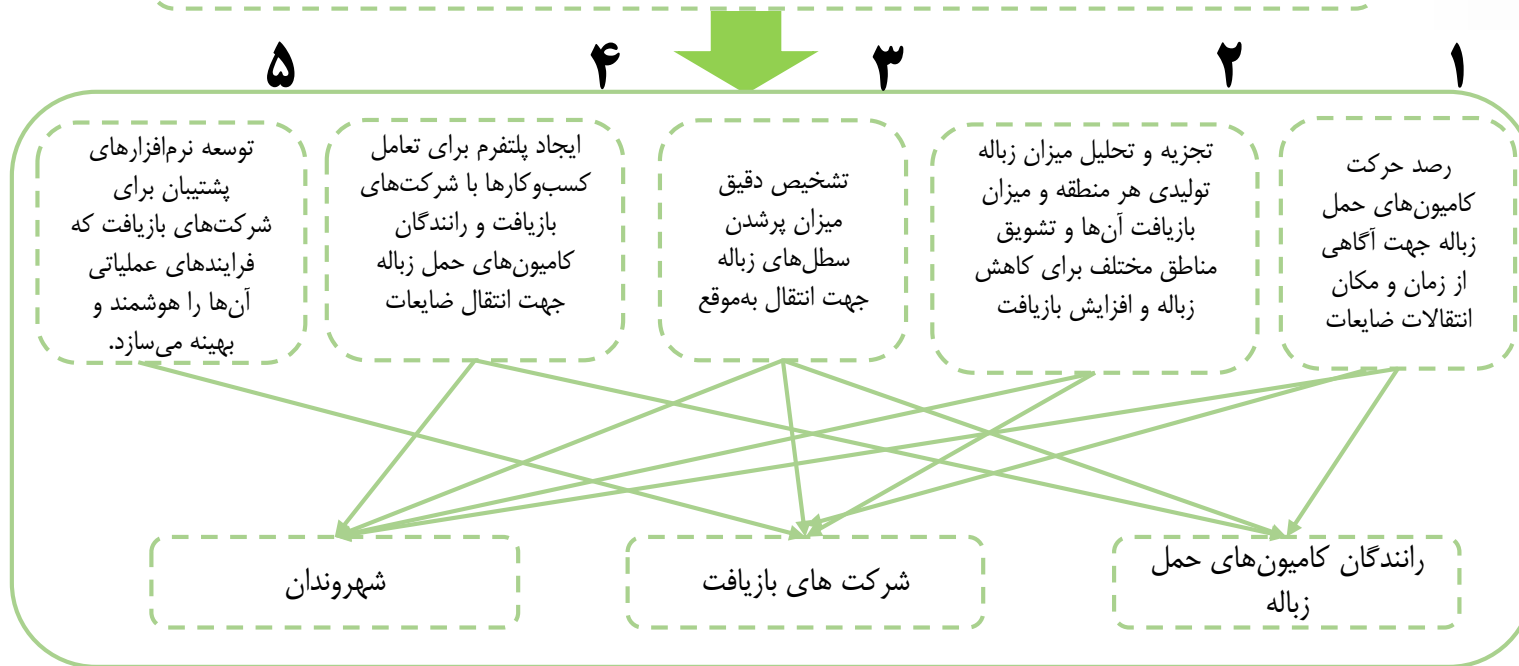 ۱
۲
۳
۴
۵
رصد حرکت
کامیون‌های حمل
زباله جهت آگاهی
از زمان و مکان
انتقالات ضایعات
تجزیه و تحلیل میزان زباله
تولیدی هر منطقه و میزان
بازیافت آن‌ها و تشویق
مناطق مختلف برای کاهش
زباله و افزایش بازیافت
تشخیص دقیق
میزان پرشدن
سطل‌های زباله
جهت انتقال به‌موقع
ایجاد پلتفرم برای تعامل
کسب‌وکارها با شرکت‌های
بازیافت و رانندگان
کامیون‌های حمل زباله
جهت انتقال ضایعات
توسعه نرم‌افزارهای
پشتیبان برای
شرکت‌های بازیافت که
فرایندهای عملیاتی
آن‌ها را هوشمند و
بهینه می‌سازد.
رانندگان کامیون‌های حمل
زباله
شرکت های بازیافت
شهروندان